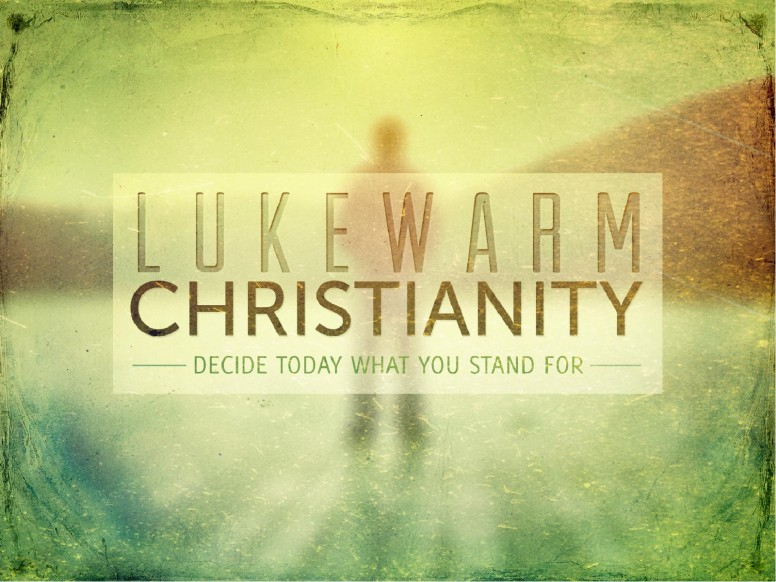 LUKEWARM
CHRISTIANITY
DECIDE TODAY WHAT YOU STAND FOR